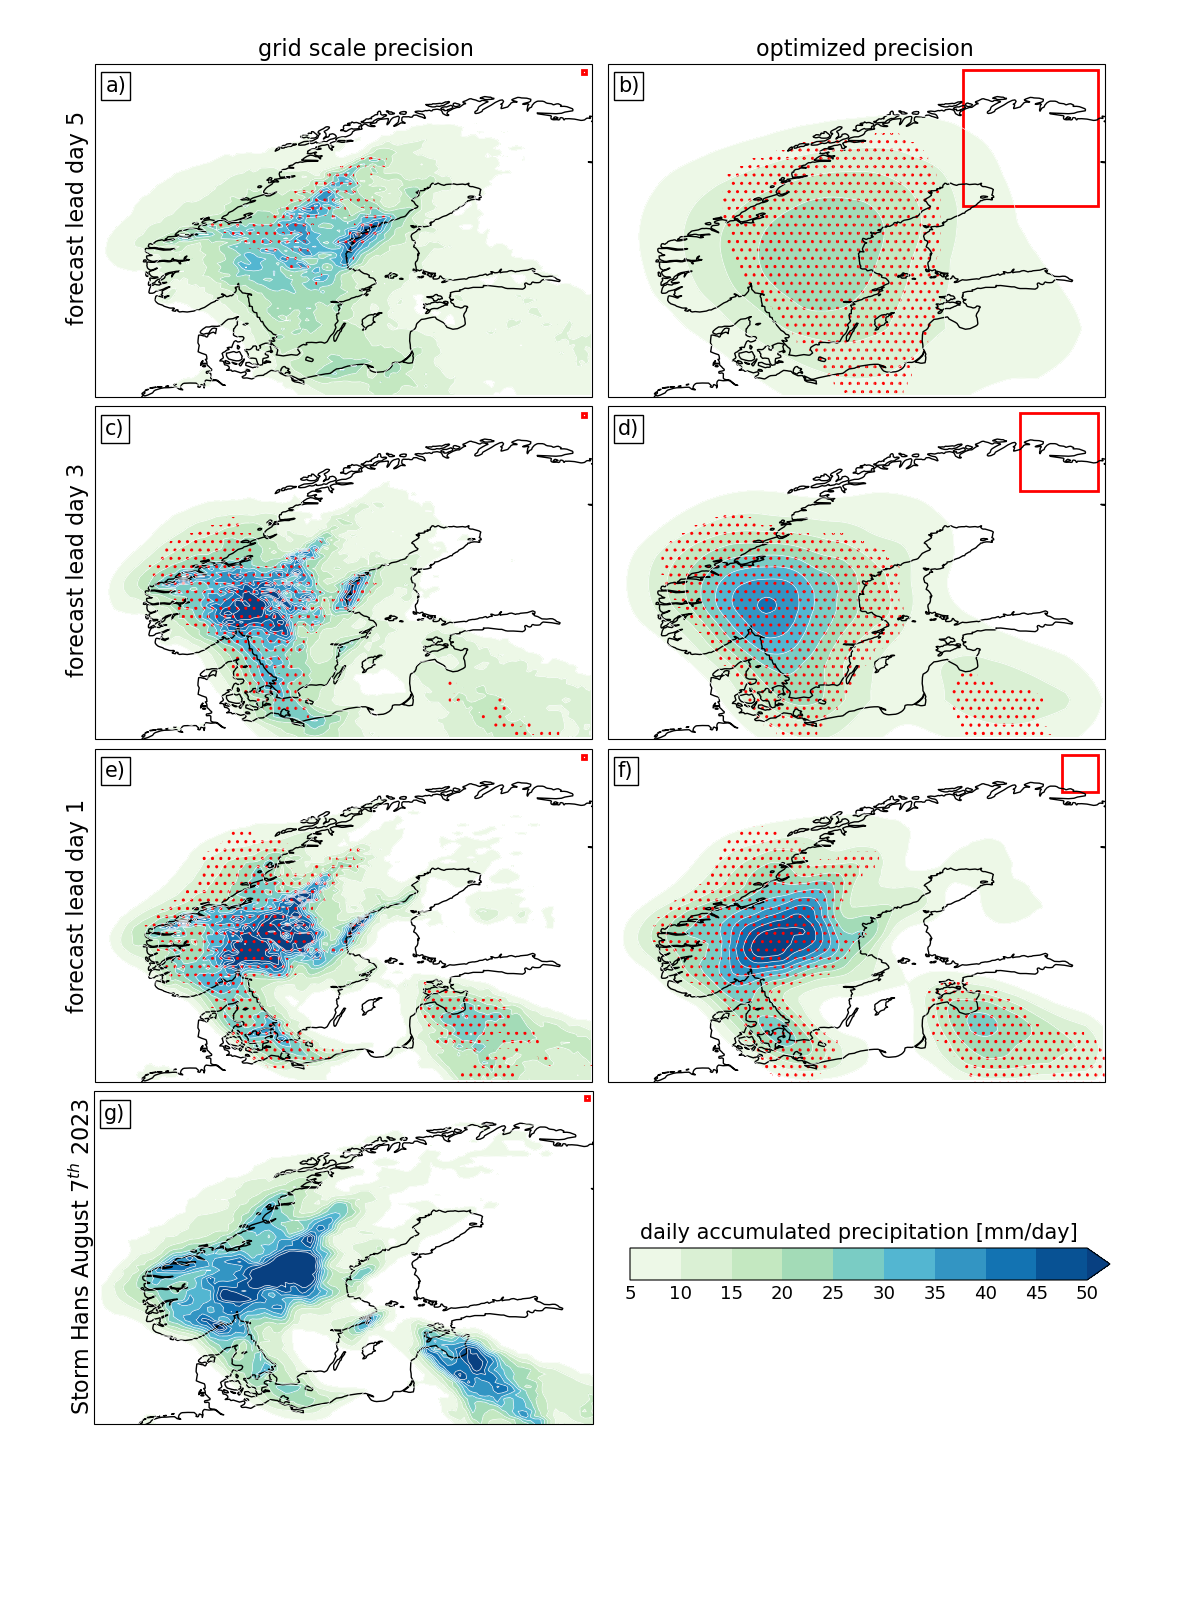 grid scale precision
optimized precision
forecast lead day 5
a)
b)
forecast lead day 3
c)
d)
forecast lead day 1
e)
f)
Storm Hans August 7th 2023
g)
daily accumulated precipitation [mm/day]
5 10 15 20 25 30 35 40 45 50